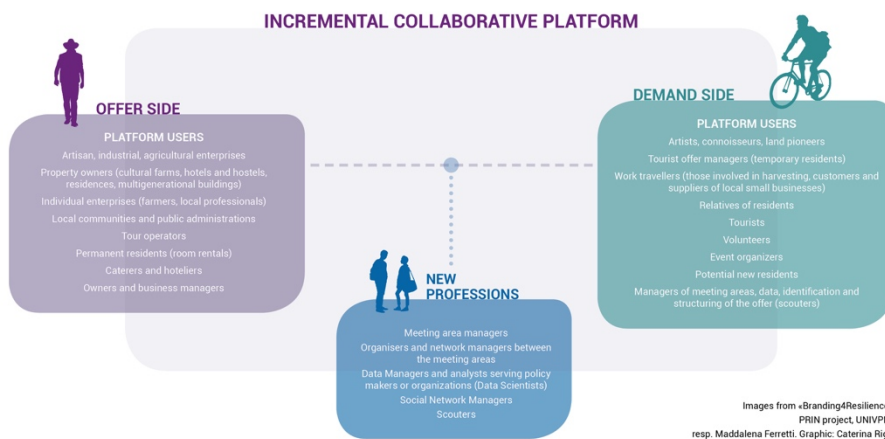 INCREMENTAL COLLABORATIVE PLATFORM
OFFER SIDE
PLATFORM USERS
Artisan, industrial, agricultural enterprises
Property owners (cultural farms, hotels and hostels,
residences, multigenerational buildings)
Individual enterprises (farmers, local professionals)
Local communities and public administrations
Tour operators
Permanent residents (room rentals)
Caterers and hoteliers
Owners and business managers
DEMAND SIDE
PLATFORM USERS
Artists, connoisseurs, land pioneers
Tourist offer managers (temporary residents)
Work travellers (those involved in harvesting, customers and
suppliers of local small businesses)
Relatives of residents
Tourists
Volunteers
Event organizers
Potential new residents
Managers of meeting areas, data, identification and
structuring of the offer (scouters)
NEW
PROFESSIONS
Meeting area managers
Organisers and network managers between
the meeting areas
Data Managers and analysts serving policy
makers or organizations (Data Scientists)
Social Network Managers
Scouters
Images from «Branding4Resilience
PRIN project, UNIVP
resp. Maddalena Ferretti. Graphic: Caterina Rig